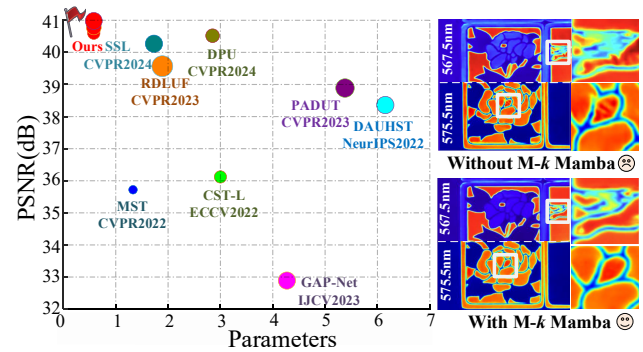 PSNR(dB)
41
40
39
38
37
36
35
34
33
32
Ours
SSL
CVPR2024
RDLUF
CVPR2023
DPU
CVPR2024
PADUT
CVPR2023
DAUHST
NeurIPS2022
MST
CVPR2022
CST-L
ECCV2022
GAP-Net
IJCV2023
0 1 2 3 4 5 6 7
Parameters
567.5nm
575.5nm
Without M-k Mamba
567.5nm
575.5nm
With M-k Mamba